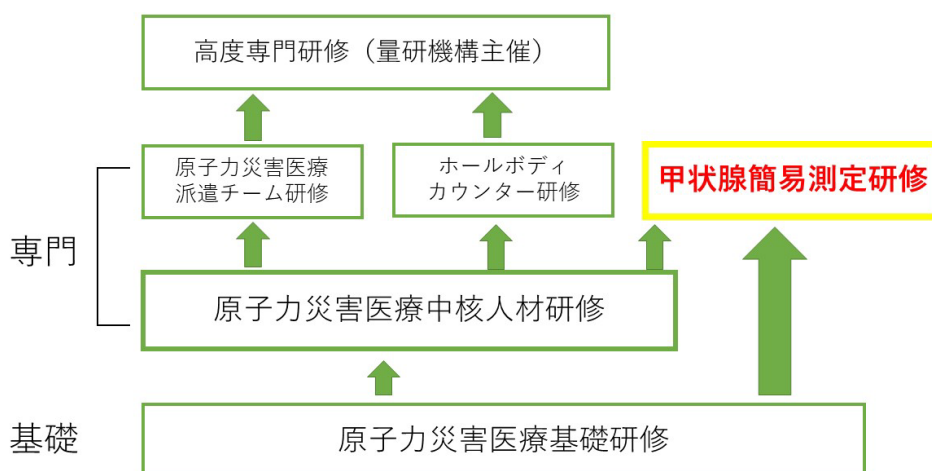 高度専門研修（量研機構主催）
原子力災害医療
派遣チーム研修
ホールボディ
カウンター研修
甲状腺簡易測定研修
専門
原子力災害医療中核人材研修
基礎
原子力災害医療基礎研修